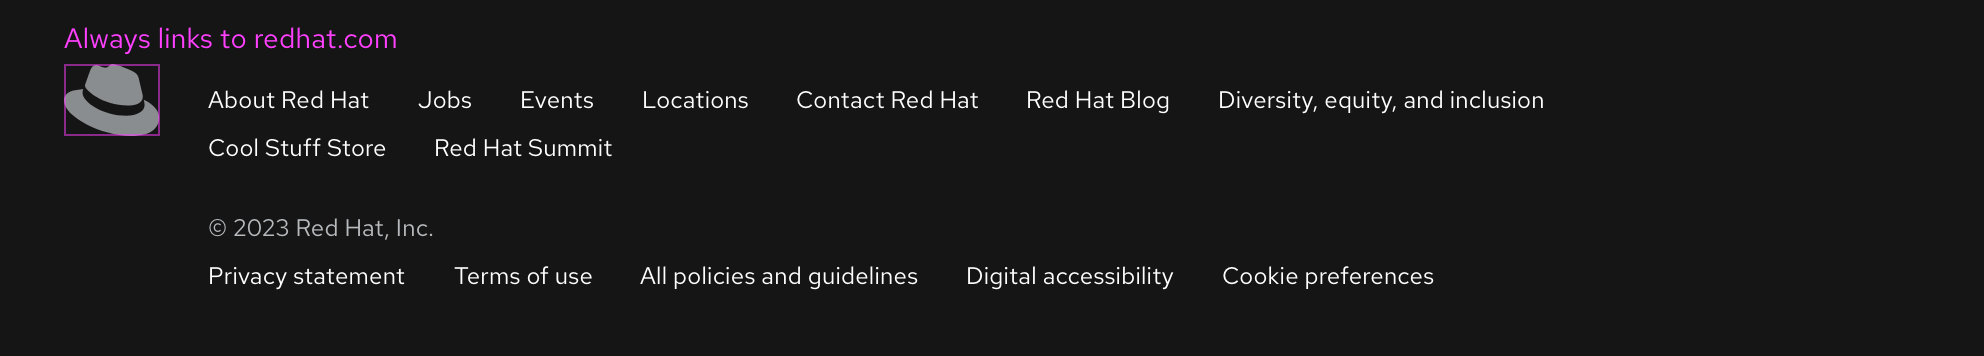 Always links to redhat.com
About Red Hat Jobs Events Locations Contact Red Hat Red Hat Blog Diversity, equity, and inclusion
Cool Stuff Store Red Hat Summit
© 2023 Red Hat, Inc.
Privacy statement Terms of use All policies and guidelines Digital accessibility Cookie preferences